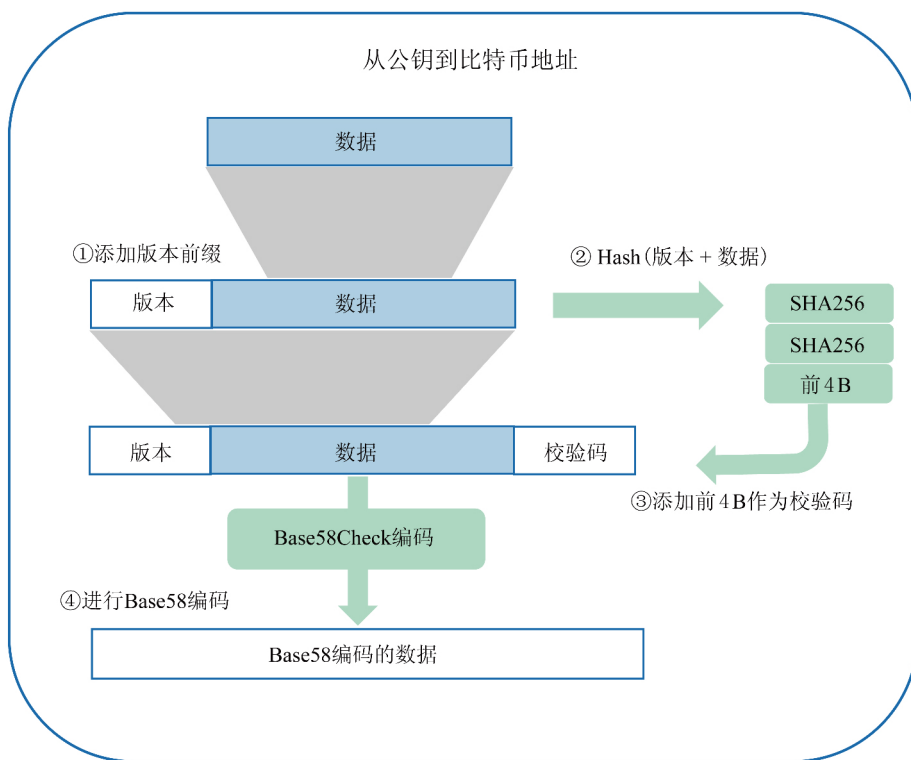 从公钥到比特币地址
数据
①添加版本前缀
② Hash(版本 + 数据)
版本
数据
SHA256
SHA256
前4B
版本
数据
校验码
③添加前4B作为校验码
Base58Check编码
④进行Base58编码
Base58编码的数据